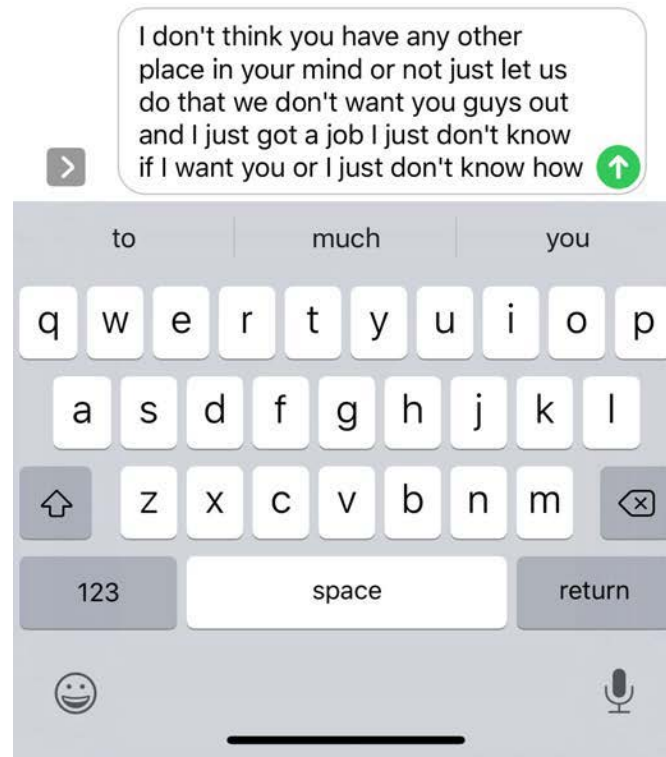 I don't think you have any other
place in your mind or not just let us
do that we don't want you guys out
and I just got a job I just don't know
if I want you or I just don't know how
to much you
q w e r t y u i o p
a s d f g h j k l
z x c v b n m
123 space return